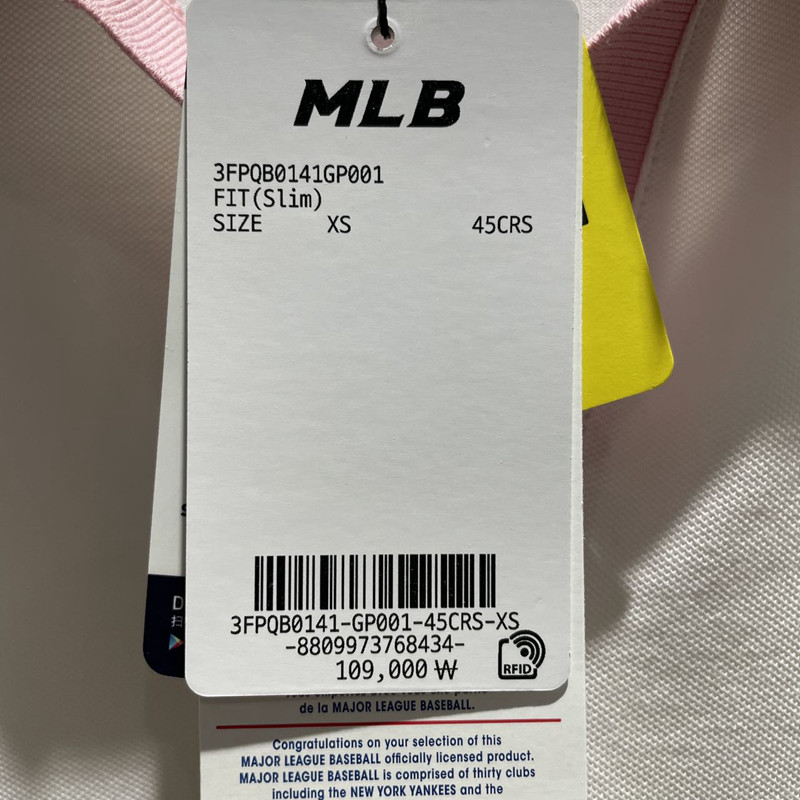 MLB
3FPQB0141GP001
FIT(Slim)
SIZE XS 45CRS
3FPQB0141-GP001-45CRS-XS
-8809973768434-
109,000 ₩
RFID
de la MAJOR LEAGUE BASEBALL.
Congratulations on your selection of this
MAJOR LEAGUE BASEBALL officially licensed product.
MAJOR LEAGUE BASEBALL is comprised of thirty clubs
including the NEW YORK YANKEES and the